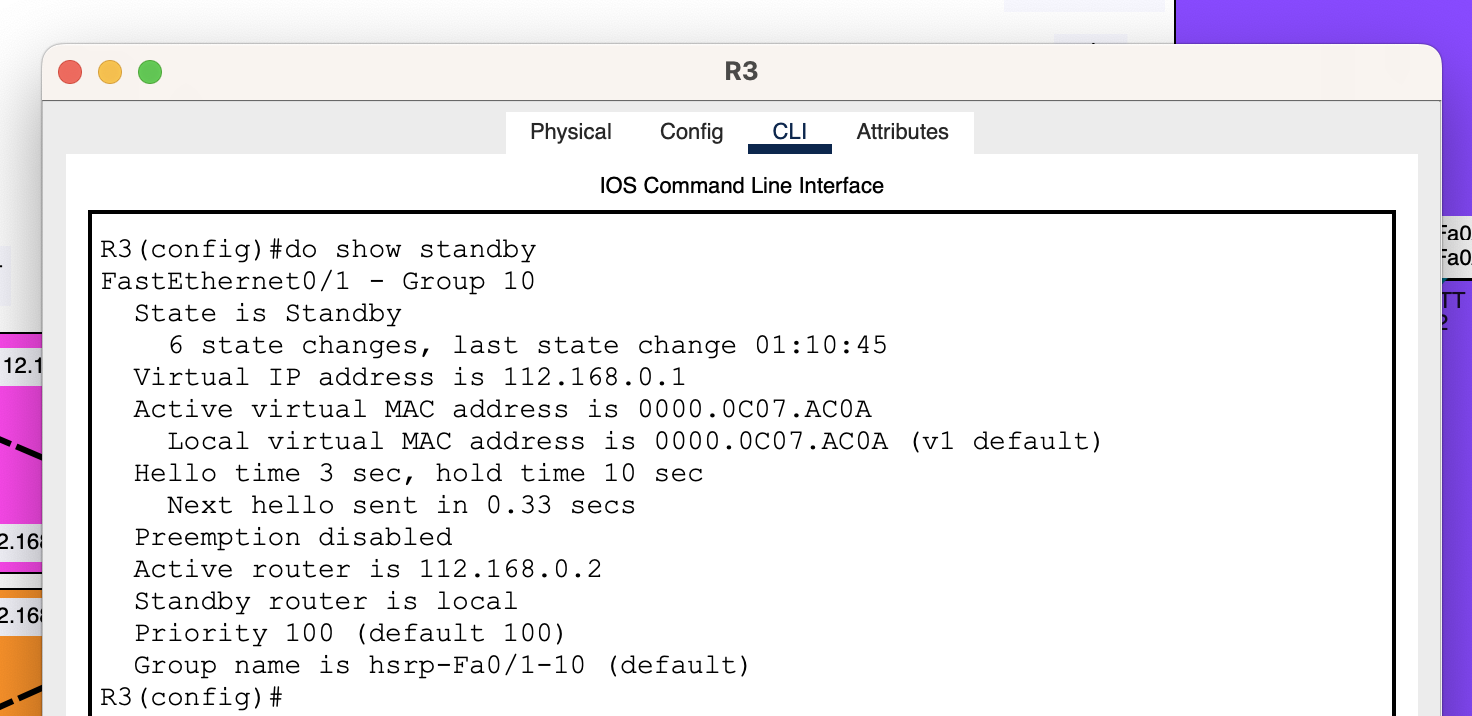 R3
Physical Config CLI Attributes
IOS Command Line Interface
R3(config)#do show standby
FastEthernet0/1 - Group 10
State is Standby
6 state changes, last state change 01:10:45
Virtual IP address is 112.168.0.1
Active virtual MAC address is 0000.0C07.AC0A
Local virtual MAC address is 0000.0C07.AC0A (v1 default)
Hello time 3 sec, hold time 10 sec
Next hello sent in 0.33 secs
Preemption disabled
Active router is 112.168.0.2
Standby router is local
Priority 100 (default 100)
Group name is hsrp-Fa0/1-10 (default)
R3(config)#
12.1
2.168
2.168
Fa0
Fa0
TT
2